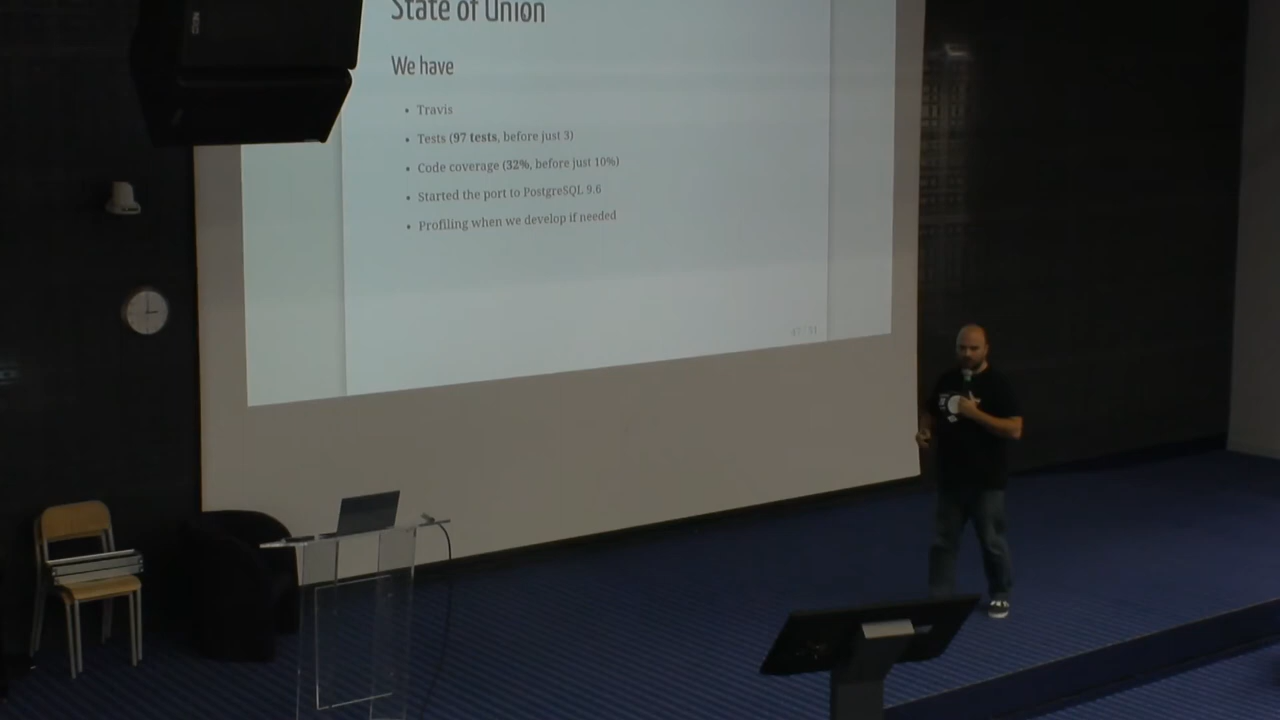 State of Union
We have
• Travis
• Tests (97 tests, before just 3)
• Code coverage (32%, before just 10%)
• Started the port to PostgreSQL 9.6
• Profiling when we develop if needed